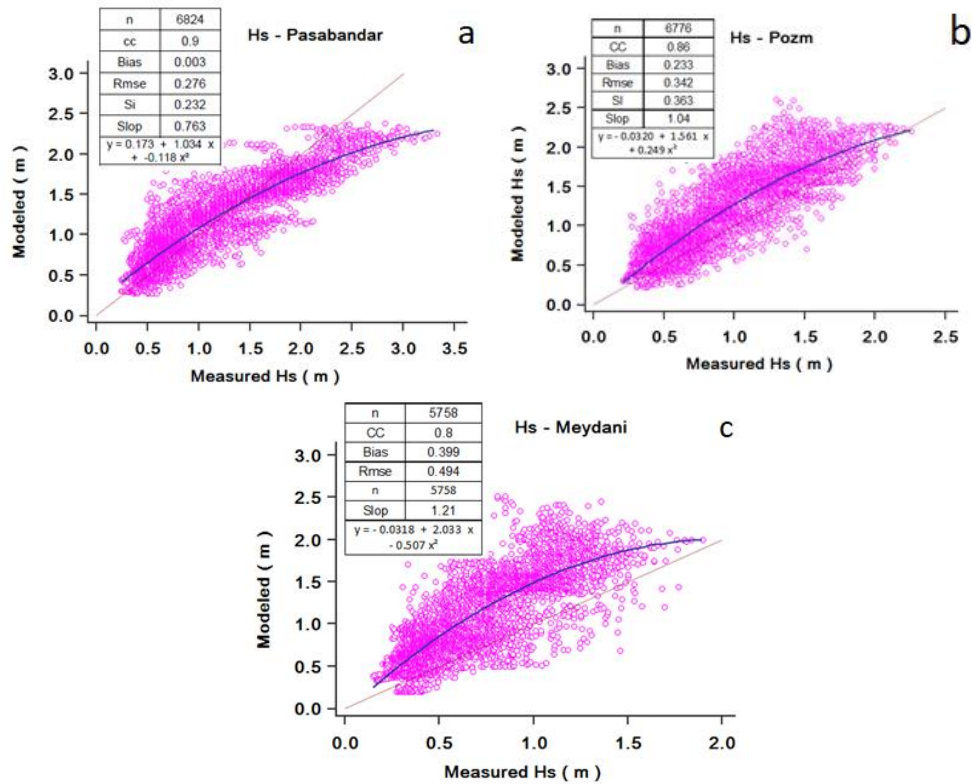 Hs - Pasabandar
a
n 6824
cc 0.9
Bias 0.003
Rmse 0.276
Si 0.232
Slop 0.763
y = 0.173 + 1.034 x
+ -0.118 x²
Modeled ( m )
3.0
2.5
2.0
1.5
1.0
0.5
0.0
0.0 0.5 1.0 1.5 2.0 2.5 3.0 3.5
Measured Hs ( m )
Hs - Pozm
b
n 6776
CC 0.86
Bias 0.233
Rmse 0.342
SI 0.363
Slop 1.04
y = - 0.0320 + 1.561 x
+ 0.249 x²
Modeled Hs ( m )
3.0
2.5
2.0
1.5
1.0
0.5
0.0
0.0 0.5 1.0 1.5 2.0 2.5
Measured Hs ( m )
Hs - Meydani
c
n 5758
CC 0.8
Bias 0.399
Rmse 0.494
n 5758
Slop 1.21
y = - 0.0318 + 2.033 x
- 0.507 x²
Modeled ( m )
3.0
2.5
2.0
1.5
1.0
0.5
0.0
0.0 0.5 1.0 1.5 2.0
Measured Hs ( m )